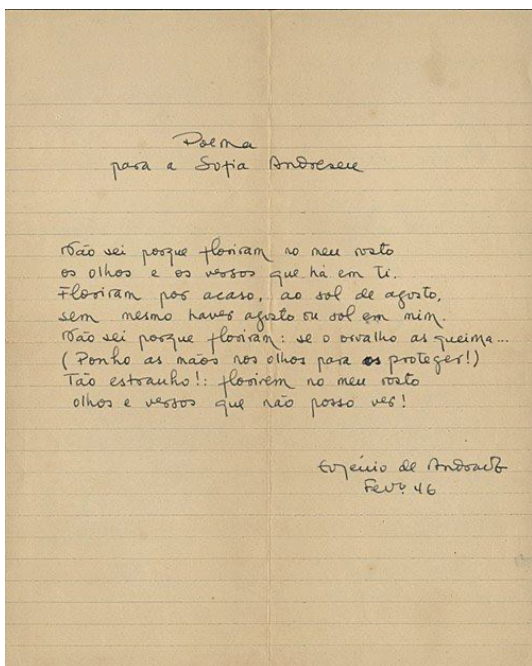 Poema
para a Sofia Andresen
Não sei porque floriram no meu rosto
os olhos e os versos que há em ti.
Floriram por acaso, ao sol de agosto,
sem mesmo haver agosto ou sol em mim.
Não sei porque floriram: se o orvalho as queima...
(Ponho as mãos nos olhos para os proteger!)
Tão estranho!: florirem no meu rosto
olhos e versos que não posso ver!
Eugénio de Andrade
Fevº 46